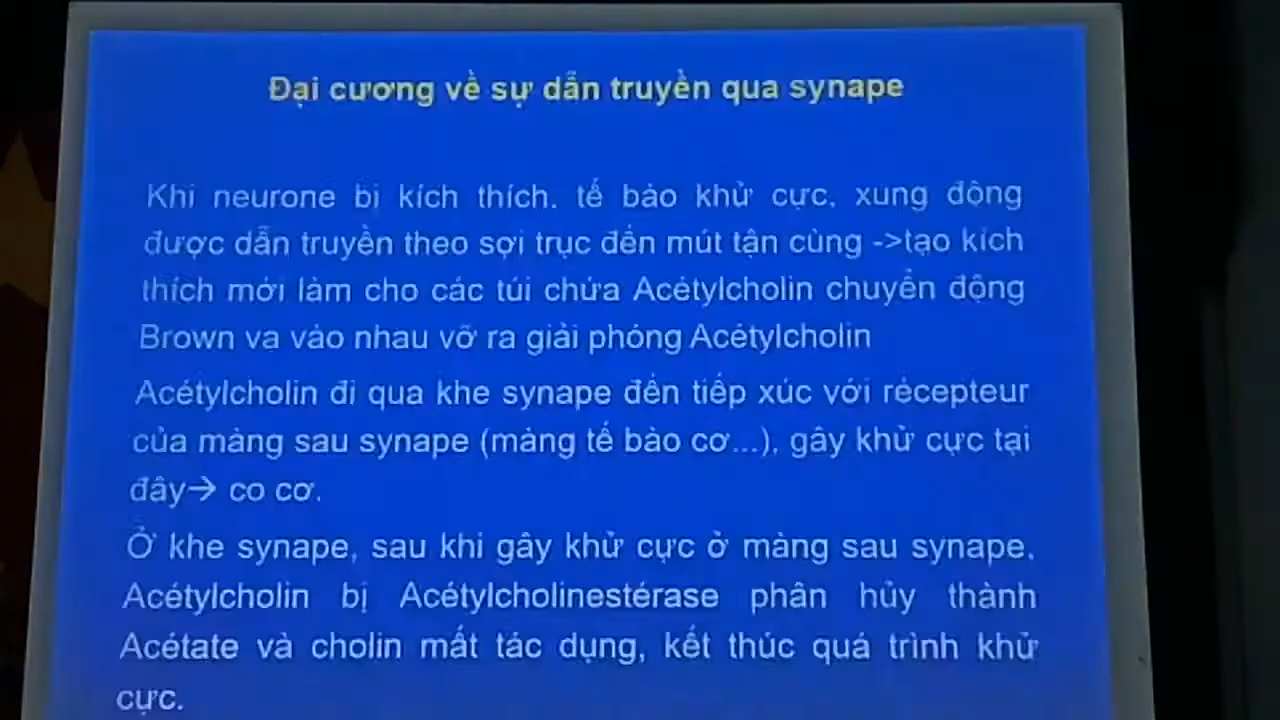 Đại cương về sự dẫn truyền qua synape
Khi neurone bị kích thích. tế bào khử cực, xung động
được dẫn truyền theo sợi trục đến mút tận cùng ->tạo kích
thích mới làm cho các túi chứa Acétylcholin chuyển động
Brown va vào nhau vỡ ra giải phóng Acétylcholin
Acétylcholin đi qua khe synape đến tiếp xúc với récepteur
của màng sau synape (màng tế bào cơ...), gây khử cực tại
đây→ co cơ.
Ở khe synape, sau khi gây khử cực ở màng sau synape.
Acétylcholin bị Acétylcholinestérase phân hủy thành
Acétate và cholin mất tác dụng, kết thúc quá trình khử
cực.